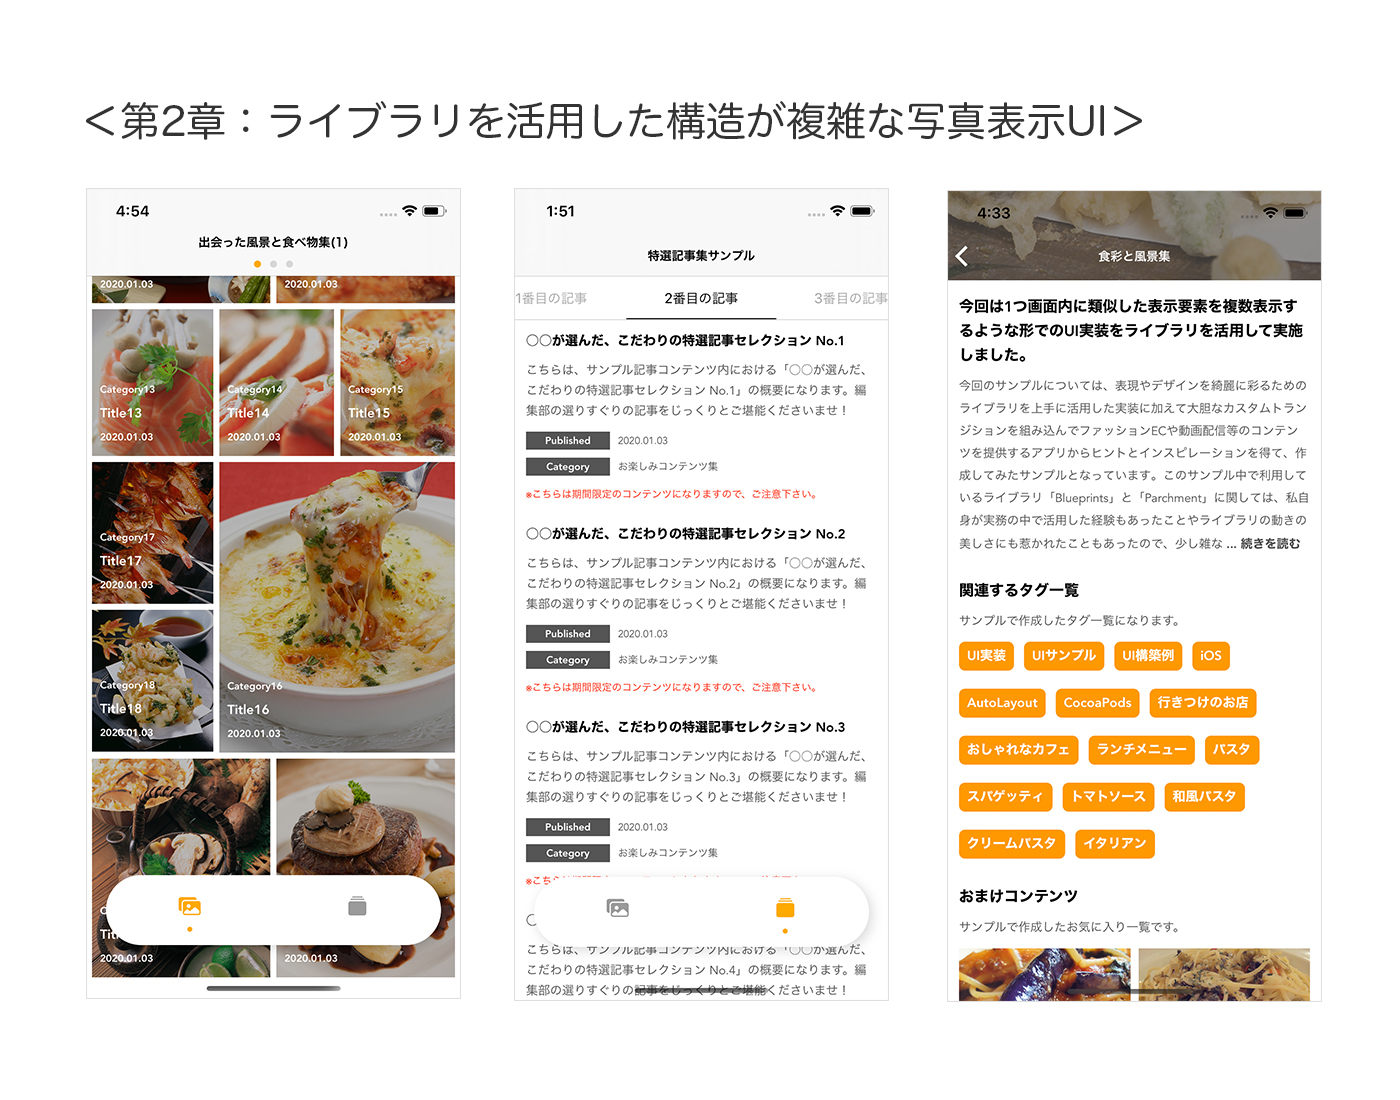 ＜第2章：ライブラリを活用した構造が複雑な写真表示UI＞
4:54
出会った風景と食べ物集(1)
2020.01.03
2020.01.03
Category13
Title13
2020.01.03
Category14
Title14
2020.01.03
Category15
Title15
2020.01.03
Category17
Title17
2020.01.03
Category18
Title18
2020.01.03
Category16
Title16
2020.01.03
2020.01.03
2020.01.03
1:51
特選記事集サンプル
1番目の記事
2番目の記事
3番目の記事
〇〇が選んだ、こだわりの特選記事セレクション No.1
こちらは、サンプル記事コンテンツ内における「〇〇が選んだ、
こだわりの特選記事セレクション No.1」の概要になります。編
集部の選りすぐりの記事をじっくりとご堪能くださいませ！
Published 2020.01.03
Category お楽しみコンテンツ集
※こちらは期間限定のコンテンツになりますので、ご注意下さい。
〇〇が選んだ、こだわりの特選記事セレクション No.2
こちらは、サンプル記事コンテンツ内における「〇〇が選んだ、
こだわりの特選記事セレクション No.2」の概要になります。編
集部の選りすぐりの記事をじっくりとご堪能くださいませ！
Published 2020.01.03
Category お楽しみコンテンツ集
※こちらは期間限定のコンテンツになりますので、ご注意下さい。
〇〇が選んだ、こだわりの特選記事セレクション No.3
こちらは、サンプル記事コンテンツ内における「〇〇が選んだ、
こだわりの特選記事セレクション No.3」の概要になります。編
集部の選りすぐりの記事をじっくりとご堪能くださいませ！
Published 2020.01.03
Category お楽しみコンテンツ集
※こちら
こちらは、サンプル記事コンテンツ内における「〇〇が選んだ、
こだわりの特選記事セレクション No.4」の概要になります。編
集部の選りすぐりの記事をじっくりとご堪能くださいませ！
4:33
食彩と風景集
今回は1つ画面内に類似した表示要素を複数表示す
るような形でのUI実装をライブラリを活用して実施
しました。
今回のサンプルについては、表現やデザインを綺麗に彩るための
ライブラリを上手に活用した実装に加えて大胆なカスタムトラン
ジションを組み込んでファッションECや動画配信等のコンテン
ツを提供するアプリからヒントとインスピレーションを得て、作
成してみたサンプルとなっています。このサンプル中で利用して
いるライブラリ「Blueprints」と「Parchment」に関しては、私自
身が実務の中で活用した経験もあったことやライブラリの動きの
美しさにも惹かれたこともあったので、少し雑な ... 続きを読む
関連するタグ一覧
サンプルで作成したタグ一覧になります。
UI実装 UIサンプル UI構築例 iOS
AutoLayout CocoaPods 行きつけのお店
おしゃれなカフェ ランチメニュー パスタ
スパゲッティ トマトソース 和風パスタ
クリームパスタ イタリアン
おまけコンテンツ
サンプルで作成したお気に入り一覧です。